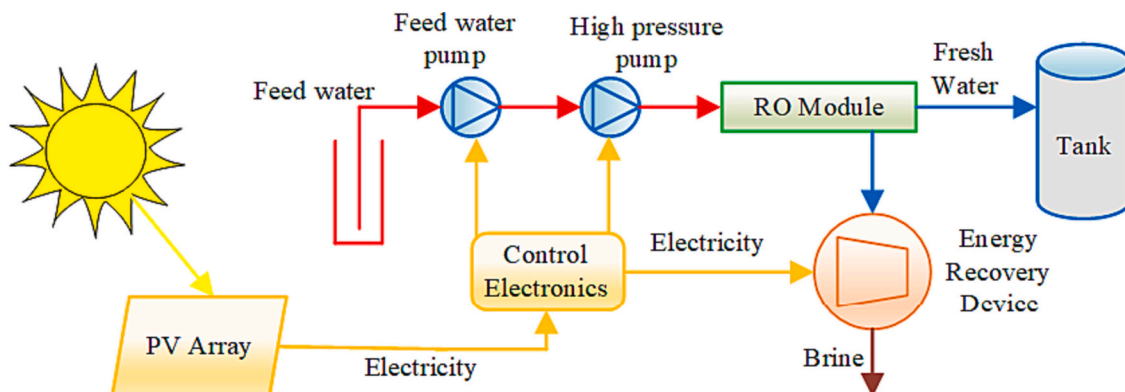 Feed water
pump
High pressure
pump
Fresh
Water
Feed water
RO Module
Tank
Control
Electronics
Electricity
Energy
Recovery
Device
PV Array
Electricity
Brine